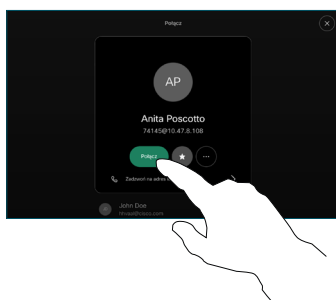 Połącz
AP
Anita Poscotto
74145@10.47.8.108
Połącz
Zadzwoń na adres
John Doe